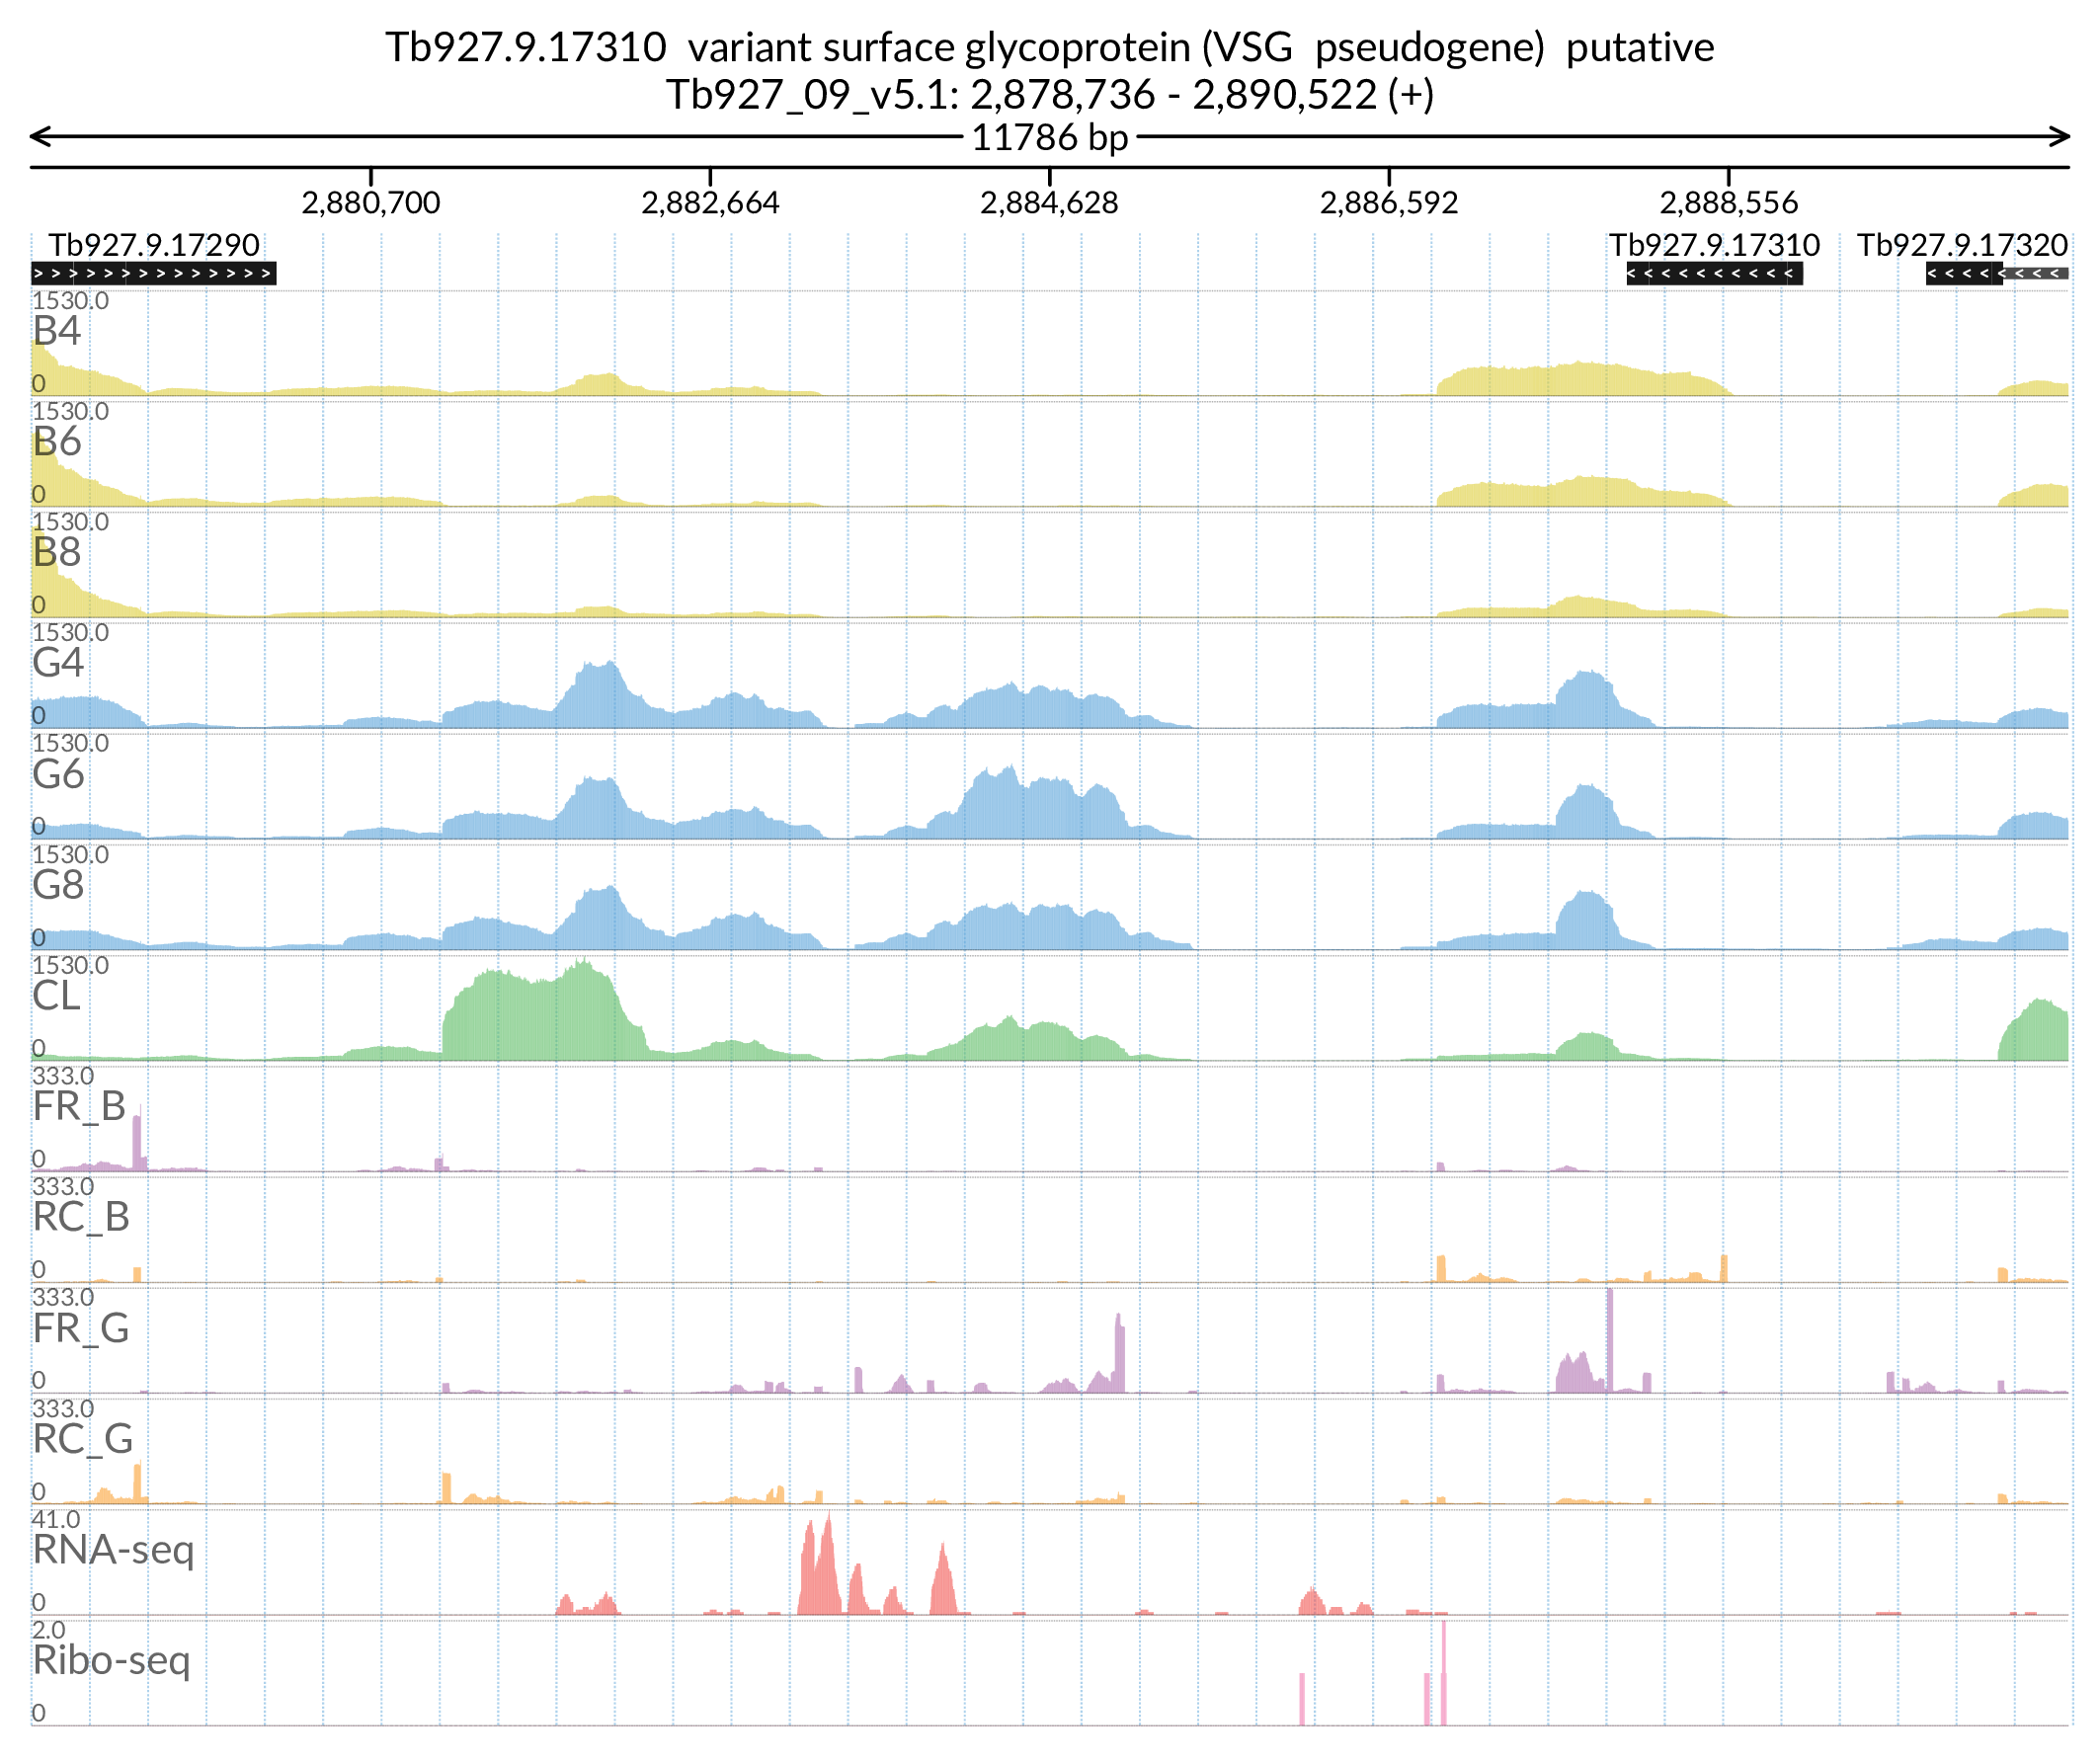 Tb927.9.17310 variant surface glycoprotein (VSG pseudogene) putative
Tb927_09_v5.1: 2,878,736 - 2,890,522 (+)
11786 bp
2,880,700 2,882,664 2,884,628 2,886,592 2,888,556
Tb927.9.17290 Tb927.9.17310 Tb927.9.17320
1530.0
B4
0
1530.0
B6
0
1530.0
B8
0
1530.0
G4
0
1530.0
G6
0
1530.0
G8
0
1530.0
CL
0
333.0
FR_B
0
333.0
RC_B
0
333.0
FR_G
0
333.0
RC_G
0
41.0
RNA-seq
0
2.0
Ribo-seq
0